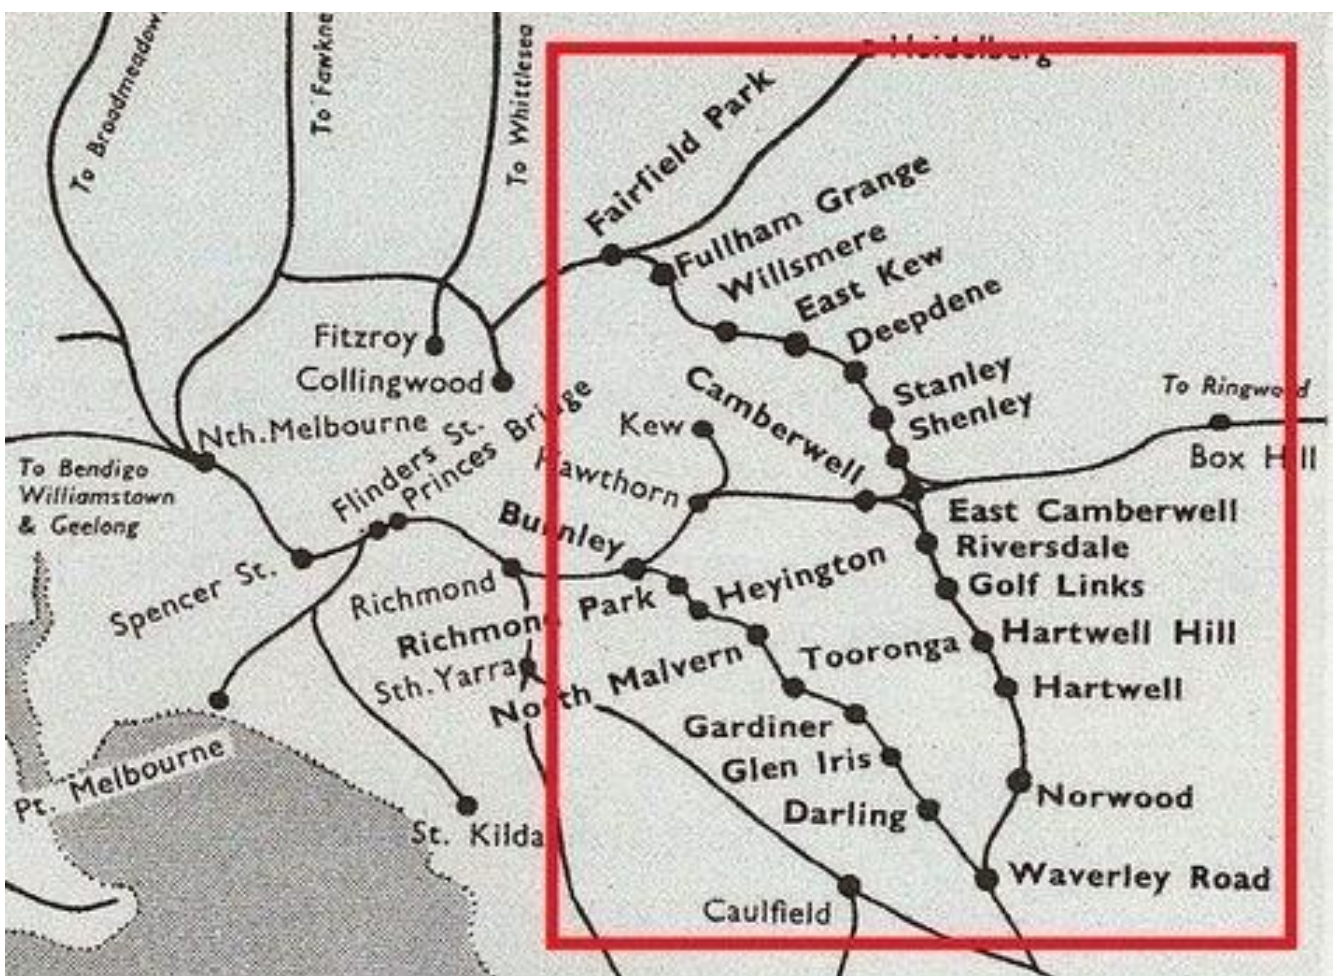 To Broadmeadow
To Fawkne
To Whittlesea
Heidelburg
Fairfield Park
Fullham Grange
Willsmere
East Kew
Deepdene
Stanley
Shenley
Fitzroy
Collingwood
Camberwell
To Ringwood
Kew
Nth. Melbourne
Flinders St.
Princes Bridge
Hawthorn
Box Hill
To Bendigo
Williamstown
& Geelong
Burnley
East Camberwell
Riversdale
Golf Links
Spencer St.
Richmond
Heyington
Richmond Park
Hartwell Hill
Tooronga
Sth. Yarra
North Malvern
Hartwell
Gardiner
Glen Iris
Darling
Norwood
Pt. Melbourne
St. Kilda
Waverley Road
Caulfield